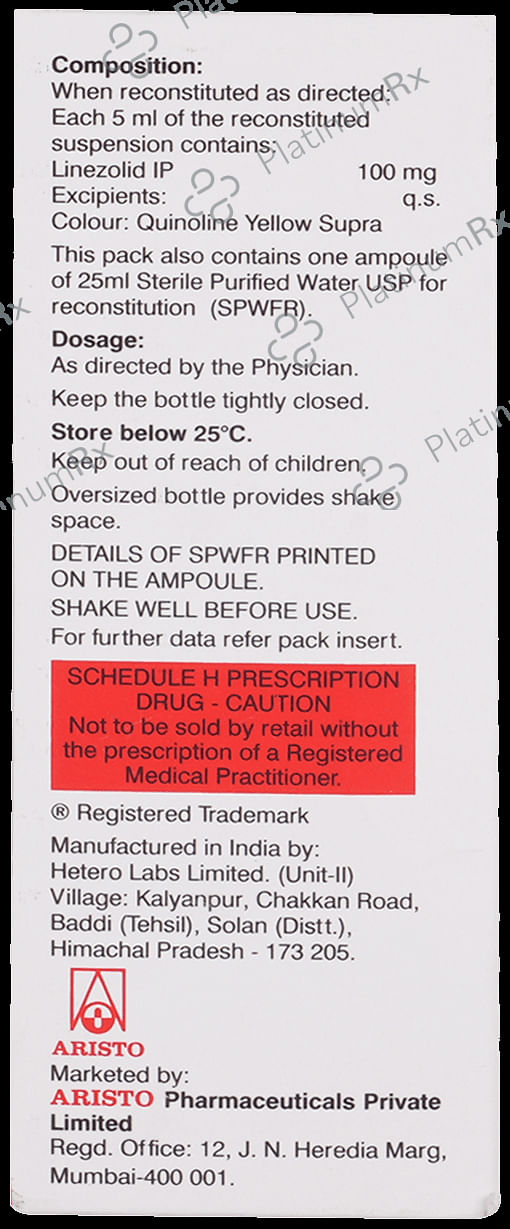 Composition:
When reconstituted as directed:
Each 5 ml of the reconstituted
suspension contains:
Linezolid IP 100 mg
Excipients: q.s.
Colour: Quinoline Yellow Supra
This pack also contains one ampoule
of 25ml Sterile Purified Water USP for
reconstitution (SPWFR).
Dosage:
As directed by the Physician.
Keep the bottle tightly closed.
Store below 25°C.
Keep out of reach of children.
Oversized bottle provides shake
space.
DETAILS OF SPWFR PRINTED
ON THE AMPOULE.
SHAKE WELL BEFORE USE.
For further data refer pack insert.
SCHEDULE H PRESCRIPTION
DRUG - CAUTION
Not to be sold by retail without
the prescription of a Registered
Medical Practitioner.
® Registered Trademark
Manufactured in India by:
Hetero Labs Limited. (Unit-II)
Village: Kalyanpur, Chakkan Road,
Baddi (Tehsil), Solan (Distt.),
Himachal Pradesh - 173 205.
ARISTO
Marketed by:
ARISTO Pharmaceuticals Private
Limited
Regd. Office: 12, J. N. Heredia Marg,
Mumbai-400 001.
PlatinumRx
PlatinumRx